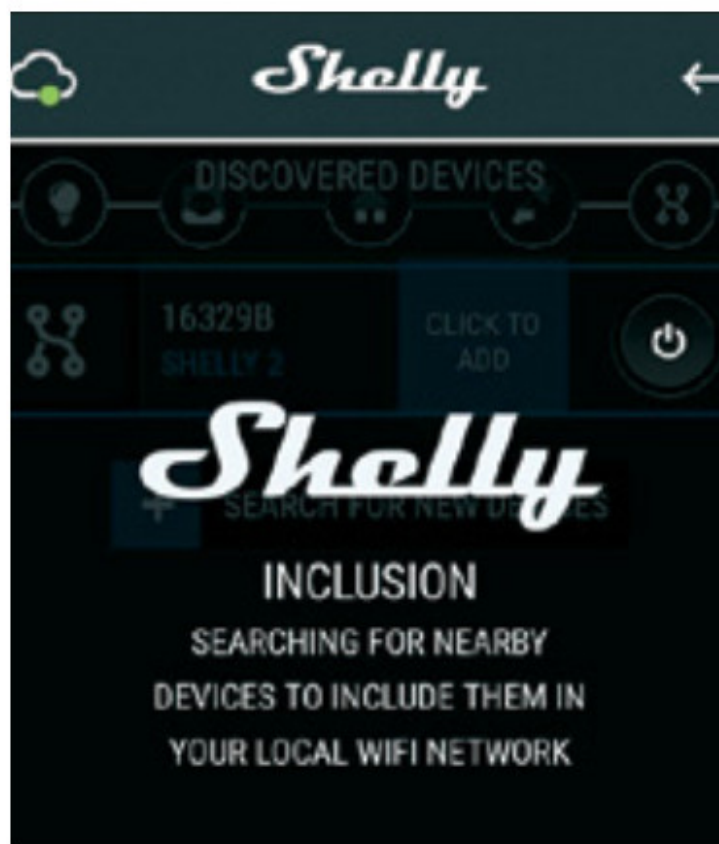 Shelly
DISCOVERED DEVICES
16329B
SHELLY 2
CLICK TO
ADD
Shelly
+ SEARCH FOR NEW DEVICES
INCLUSION
SEARCHING FOR NEARBY
DEVICES TO INCLUDE THEM IN
YOUR LOCAL WIFI NETWORK